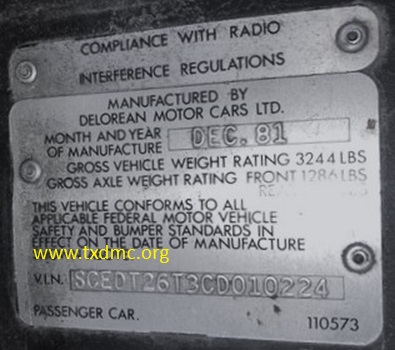 COMPLIANCE WITH RADIO
INTERFERENCE REGULATIONS
MANUFACTURED BY
DELOREAN MOTOR CARS LTD.
MONTH AND YEAR
OF MANUFACTURE DEC. 81
GROSS VEHICLE WEIGHT RATING 3244 LBS
GROSS AXLE WEIGHT RATING FRONT 1286 LBS
THIS VEHICLE CONFORMS TO ALL
APPLICABLE FEDERAL MOTOR VEHICLE
SAFETY AND BUMPER STANDARDS IN
EFFECT ON THE DATE OF MANUFACTURE
www.txdmc.org
V.I.N. SCEDT26T3CD010224
PASSENGER CAR. 110573